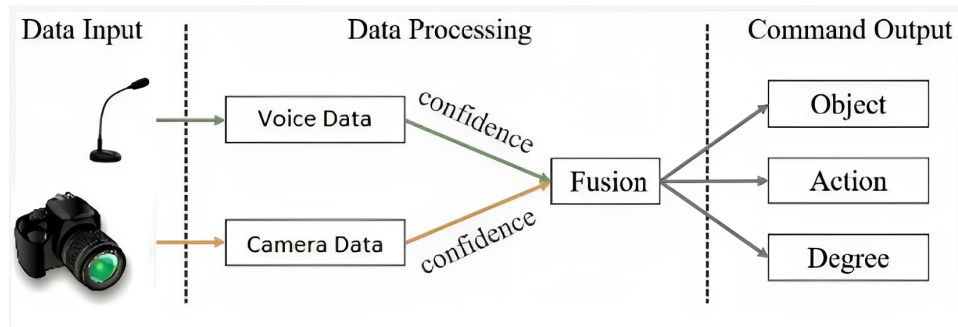 Data Input
Data Processing
Command Output
Voice Data
confidence
Object
Fusion
Action
Camera Data
confidence
Degree